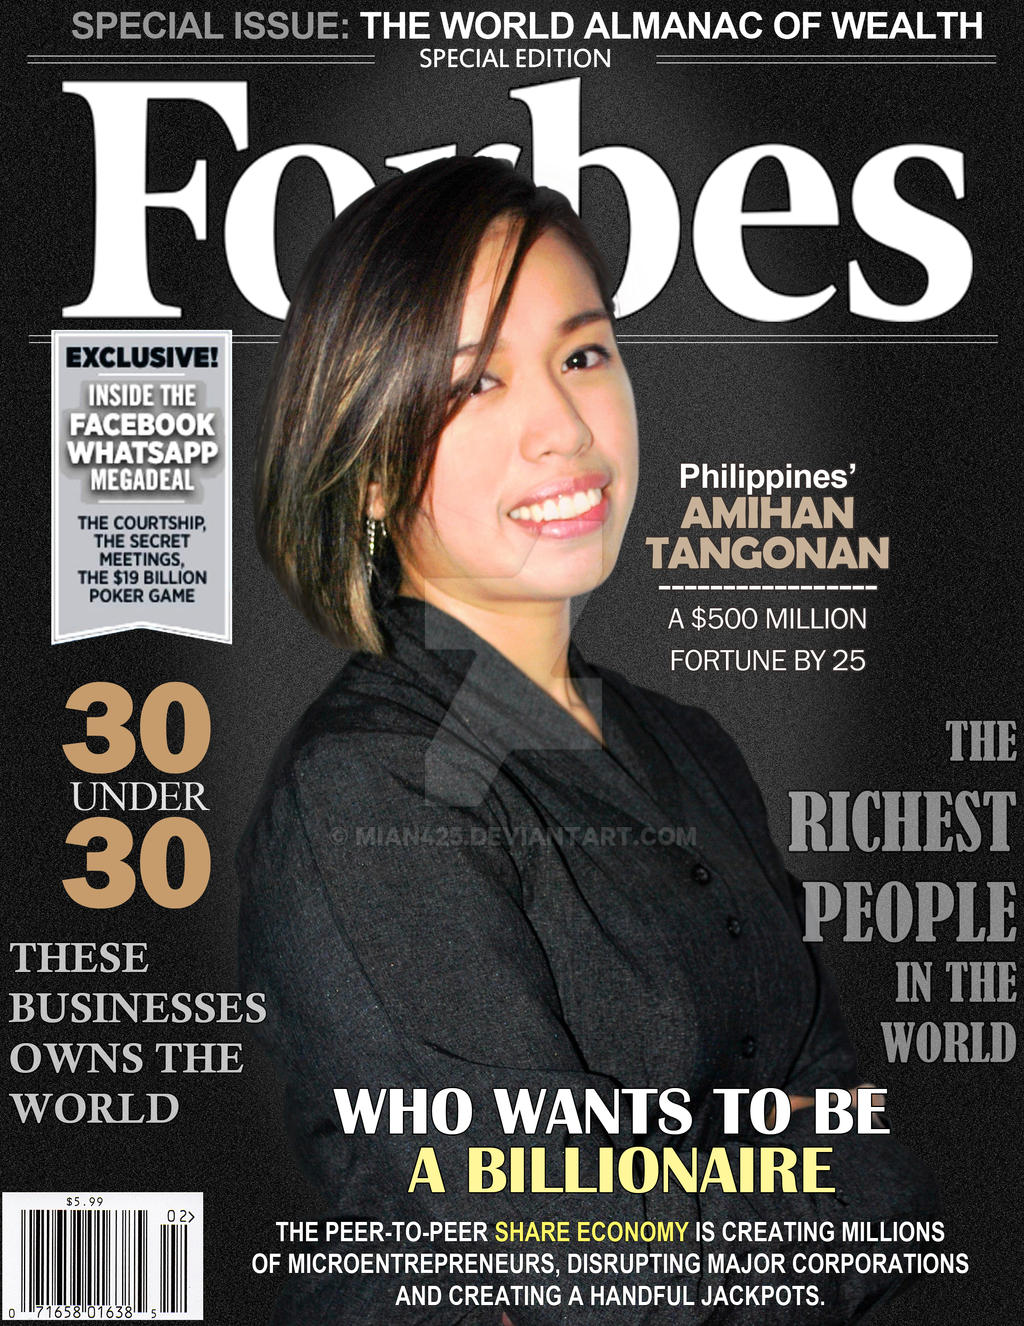 SPECIAL ISSUE: THE WORLD ALMANAC OF WEALTH
SPECIAL EDITION
Forbes
EXCLUSIVE!
INSIDE THE
FACEBOOK
WHATSAPP
MEGADEAL
THE COURTSHIP,
THE SECRET
MEETINGS,
THE $19 BILLION
POKER GAME
Philippines’
AMIHAN
TANGONAN
A $500 MILLION
FORTUNE BY 25
30
UNDER
30
THESE
BUSINESSES
OWNS THE
WORLD
THE
RICHEST
PEOPLE
IN THE
WORLD
© MIAN425.DEVIANTART.COM
WHO WANTS TO BE
A BILLIONAIRE
THE PEER-TO-PEER SHARE ECONOMY IS CREATING MILLIONS
OF MICROENTREPRENEURS, DISRUPTING MAJOR CORPORATIONS
AND CREATING A HANDFUL JACKPOTS.
$5.99
02>
0 71658 01638 5